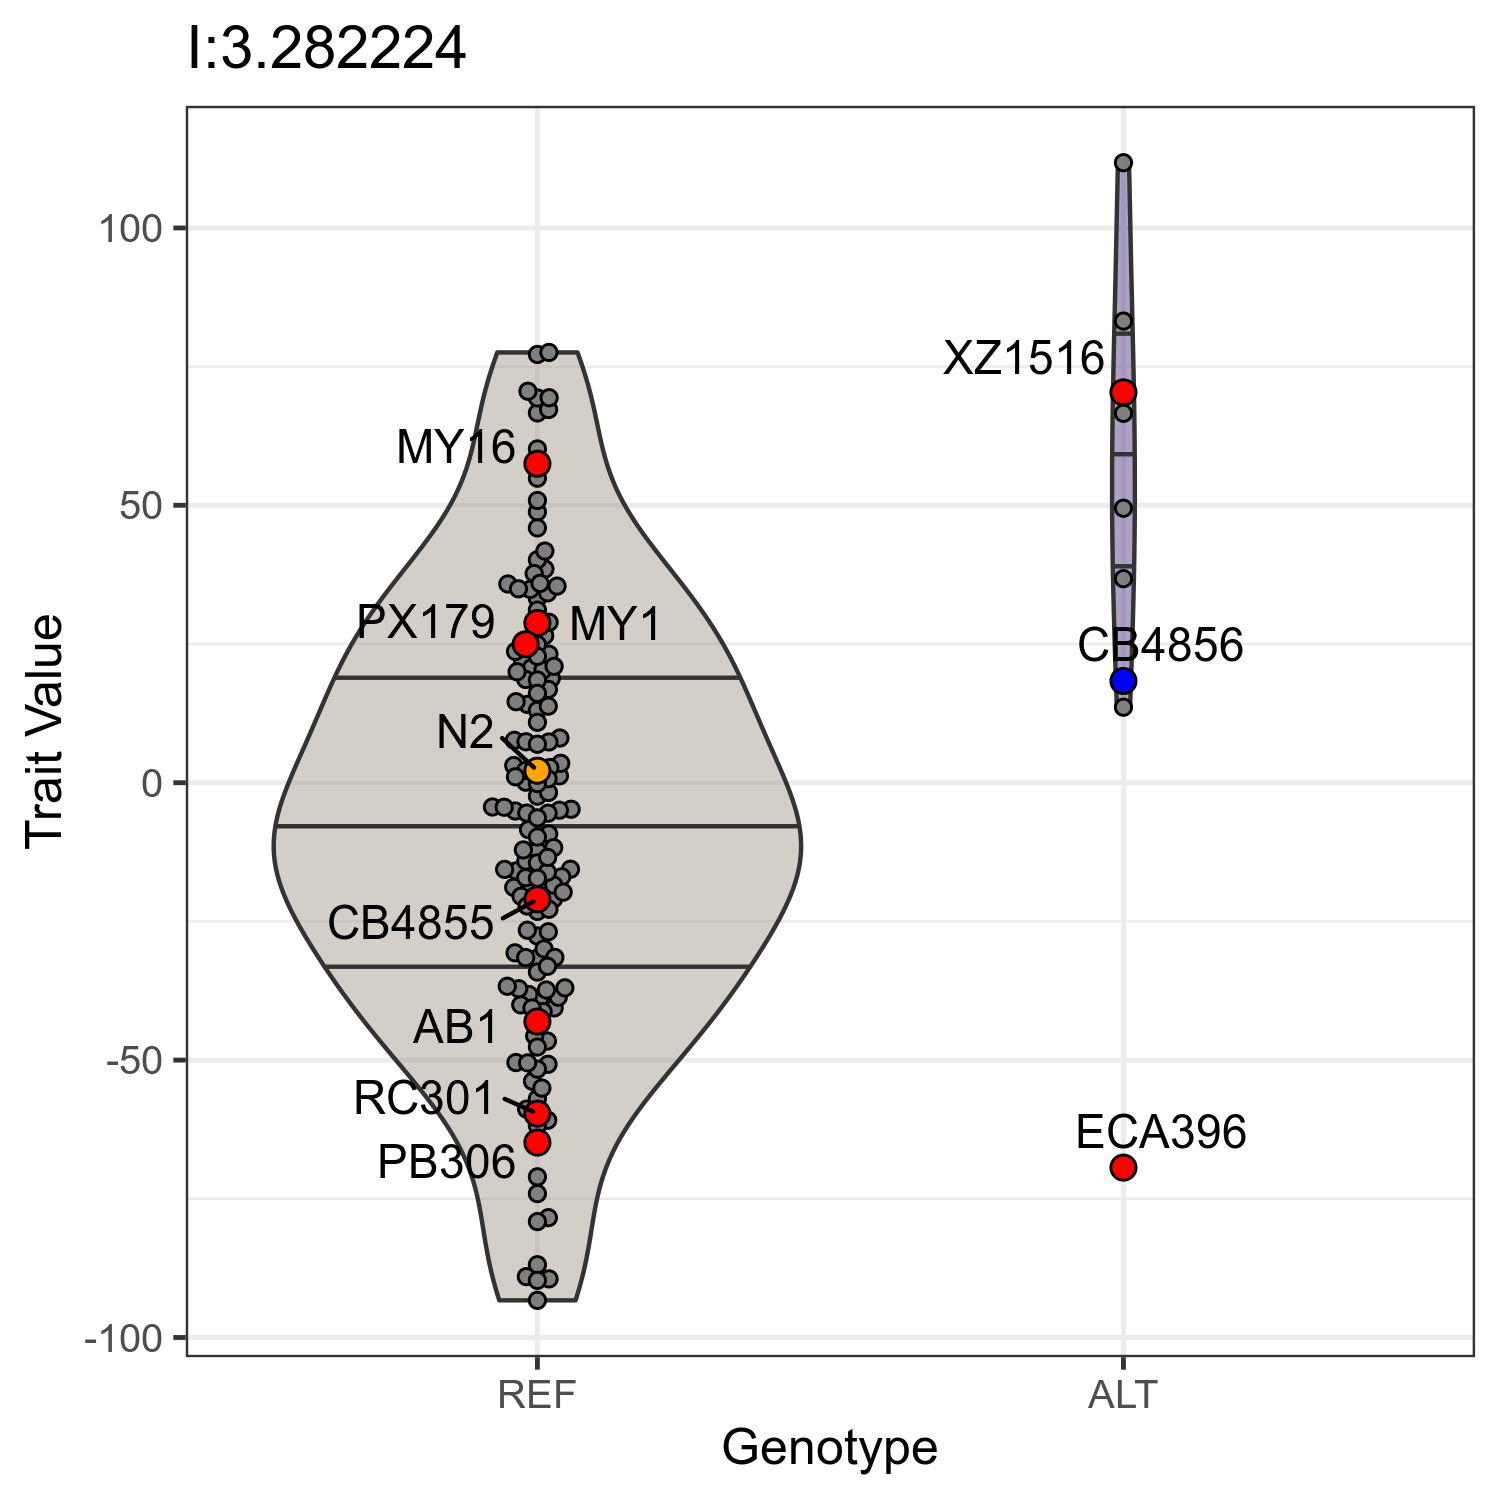 I:3.282224
100
50
0
-50
-100
Trait Value
XZ1516
MY16
PX179
MY1
CB4856
N2
CB4855
AB1
RC301
PB306
ECA396
REF
ALT
Genotype